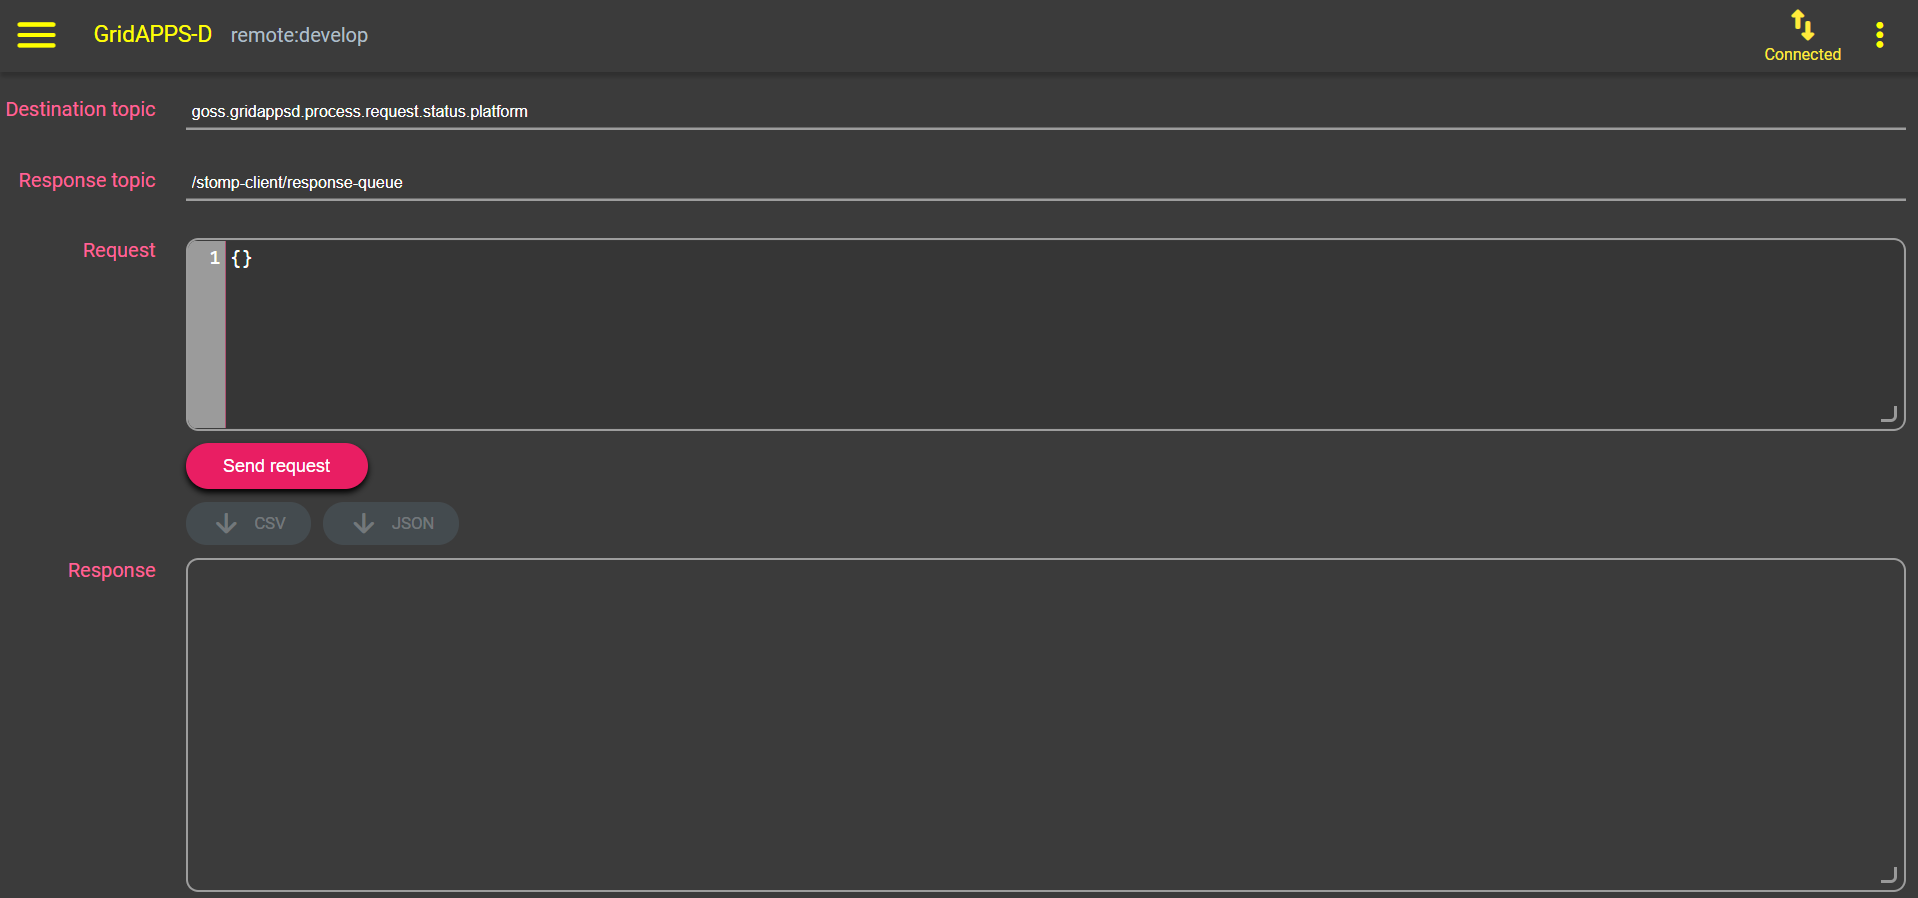 GridAPPS-D remote:develop
Connected
Destination topic goss.gridappsd.process.request.status.platform
Response topic /stomp-client/response-queue
Request
1 {}
Send request
CSV JSON
Response